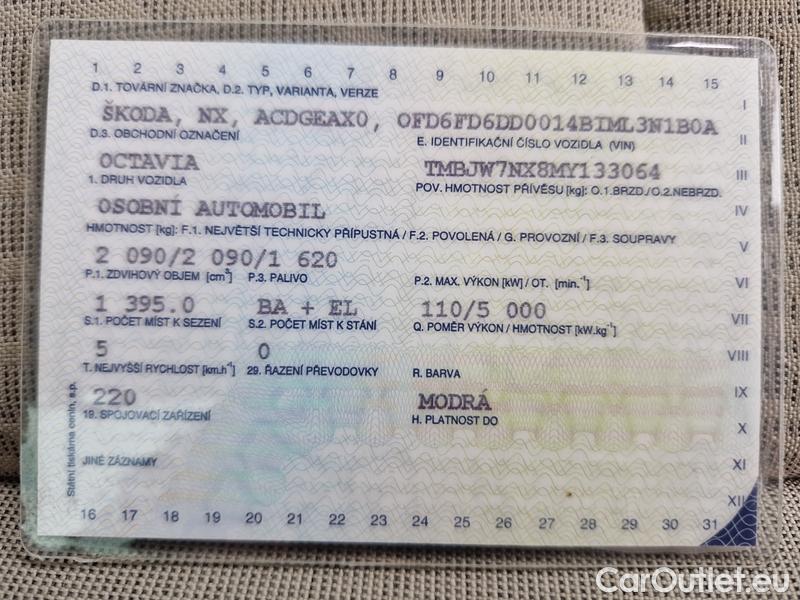 1 2 3 4 5 6 7 8 9 10 11 12 13 14 15
D.1. TOVÁRNÍ ZNAČKA, D.2. TYP, VARIANTA, VERZE
I
ŠKODA, NX, ACDGEAX0, OFD6FD6DD0014BIML3N1B0A
D.3. OBCHODNÍ OZNAČENÍ E. IDENTIFIKAČNÍ ČÍSLO VOZIDLA (VIN)
II
OCTAVIA TMBJW7NX8MY133064
III
1. DRUH VOZIDLA POV. HMOTNOST PŘÍVĚSU [kg]: O.1.BRZD./O.2.NEBRZD.
OSOBNÍ AUTOMOBIL
IV
HMOTNOST [kg]: F.1. NEJVĚTŠÍ TECHNICKY PŘÍPUSTNÁ / F.2. POVOLENÁ / G. PROVOZNÍ / F.3. SOUPRAVY
V
2 090/2 090/1 620
P.1. ZDVIHOVÝ OBJEM [cm³] P.3. PALIVO P.2. MAX. VÝKON [kW] / OT. [min.⁻¹]
VI
1 395.0 BA + EL 110/5 000
VII
S.1. POČET MÍST K SEZENÍ S.2. POČET MÍST K STÁNÍ Q. POMĚR VÝKON / HMOTNOST [kW.kg⁻¹]
5 0
VIII
T. NEJVYŠŠÍ RYCHLOST [km.h⁻¹] 29. ŘAZENÍ PŘEVODOVKY R. BARVA
220 MODRÁ
IX
19. SPOJOVACÍ ZAŘÍZENÍ H. PLATNOST DO
X
JINÉ ZÁZNAMY
XI
XII
Státní tiskárna cenin, s.p.
16 17 18 19 20 21 22 23 24 25 26 27 28 29 30 31
CarOutlet.eu